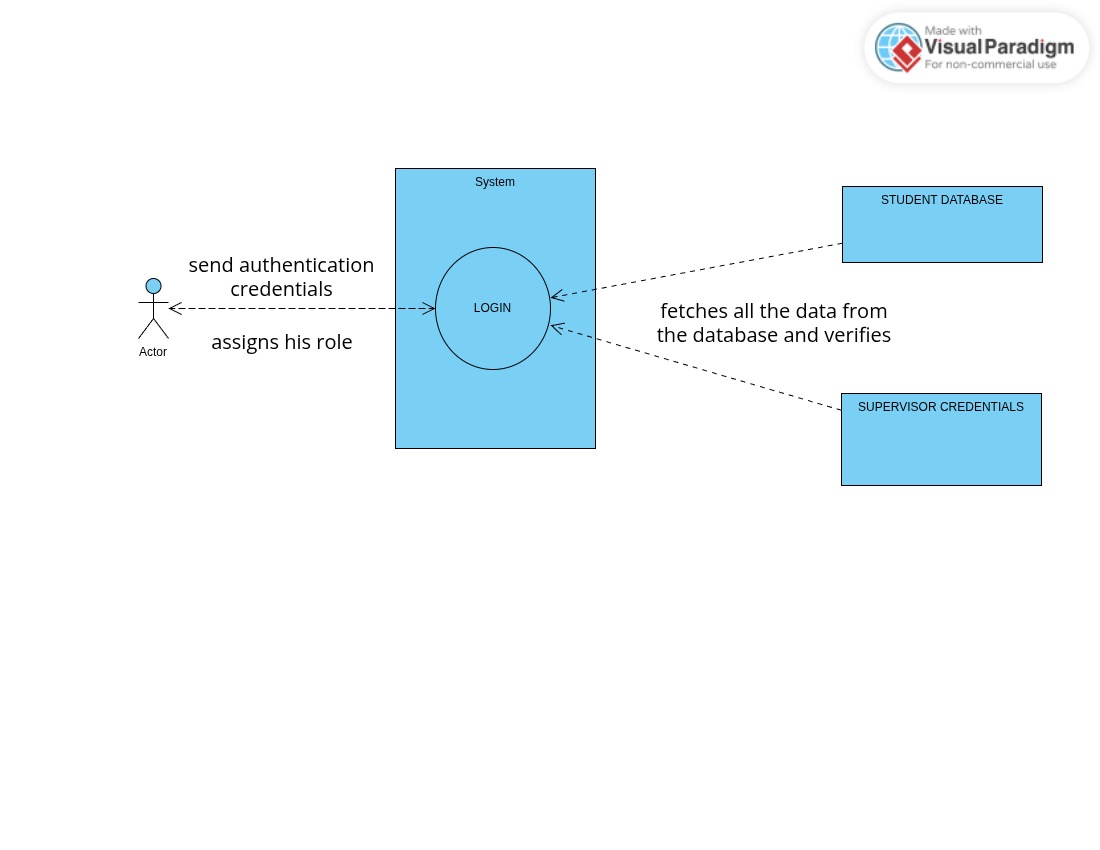 Made with
Visual Paradigm
For non-commercial use
System
STUDENT DATABASE
send authentication
credentials
LOGIN
fetches all the data from
the database and verifies
assigns his role
Actor
SUPERVISOR CREDENTIALS